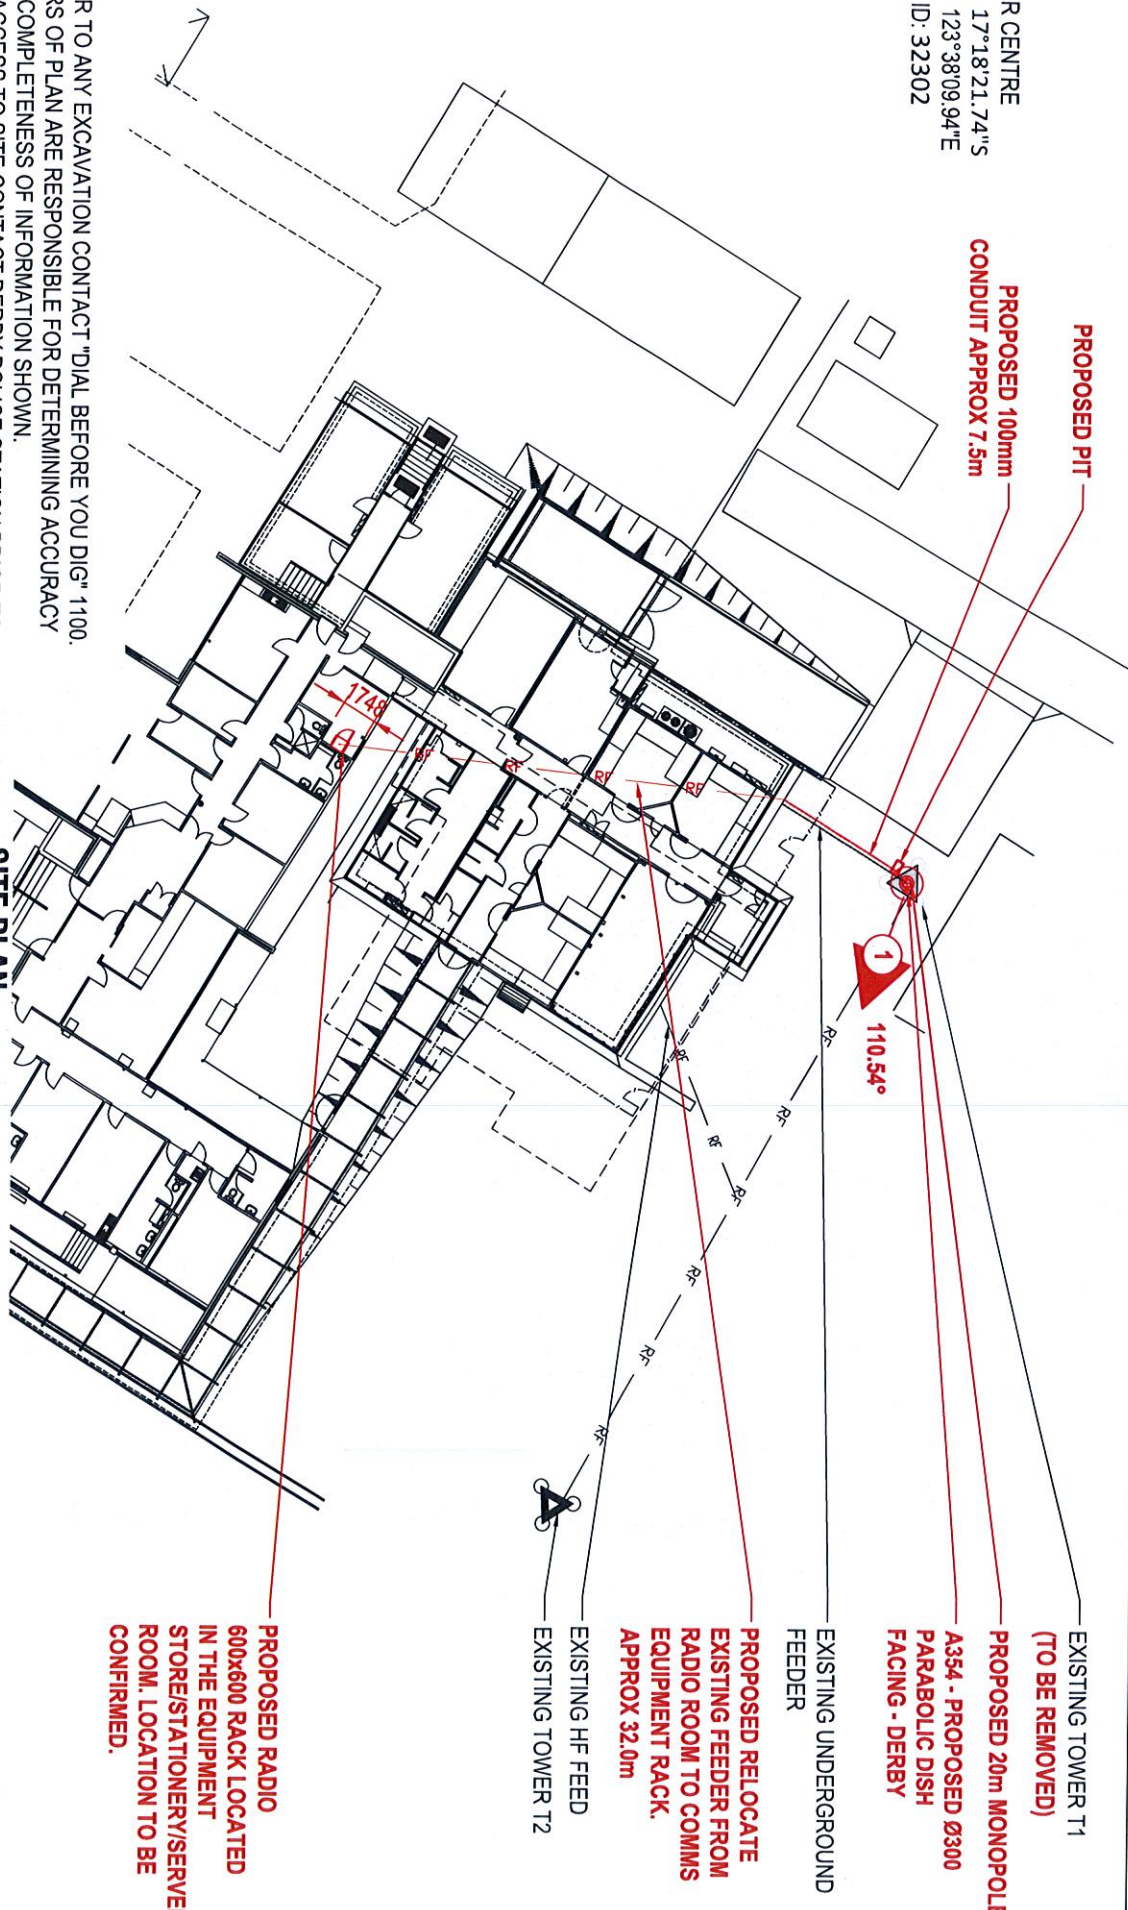 R CENTRE
17°18'21.74"S
123°38'09.94"E
ID: 32302
PROPOSED PIT
PROPOSED 100mm
CONDUIT APPROX 7.5m
EXISTING TOWER T1
(TO BE REMOVED)
PROPOSED 20m MONOPOLE
A354 - PROPOSED Ø300
PARABOLIC DISH
FACING - DERBY
EXISTING UNDERGROUND
FEEDER
PROPOSED RELOCATE
EXISTING FEEDER FROM
RADIO ROOM TO COMMS
EQUIPMENT RACK.
APPROX 32.0m
EXISTING HF FEED
EXISTING TOWER T2
PROPOSED RADIO
600x600 RACK LOCATED
IN THE EQUIPMENT
STORE/STATIONERY/SERVE
ROOM. LOCATION TO BE
CONFIRMED.
1
110.54°
RF
RF
RF
RF
RF
RF
RF
RF
RF
RF
RF
RF
1748
R TO ANY EXCAVATION CONTACT "DIAL BEFORE YOU DIG" 1100.
RS OF PLAN ARE RESPONSIBLE FOR DETERMINING ACCURACY
COMPLETENESS OF INFORMATION SHOWN.
SITE PLAN